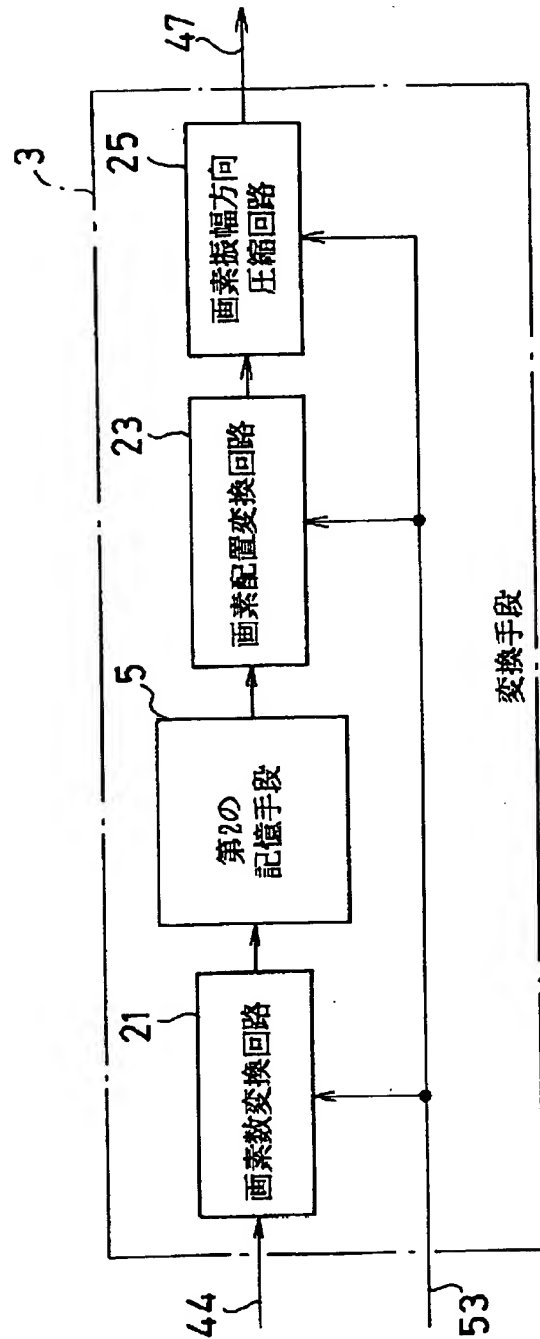 3
44
21
画素数変換回路
5
第2の
記憶手段
23
画素配置変換回路
25
画素振幅方向
圧縮回路
47
53
変換手段